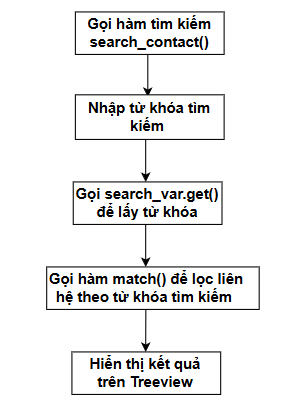 Gọi hàm tìm kiếm
search_contact()
Nhập từ khóa tìm
kiếm
Gọi search_var.get()
để lấy từ khóa
Gọi hàm match() để lọc liên
hệ theo từ khóa tìm kiếm
Hiển thị kết quả
trên Treeview